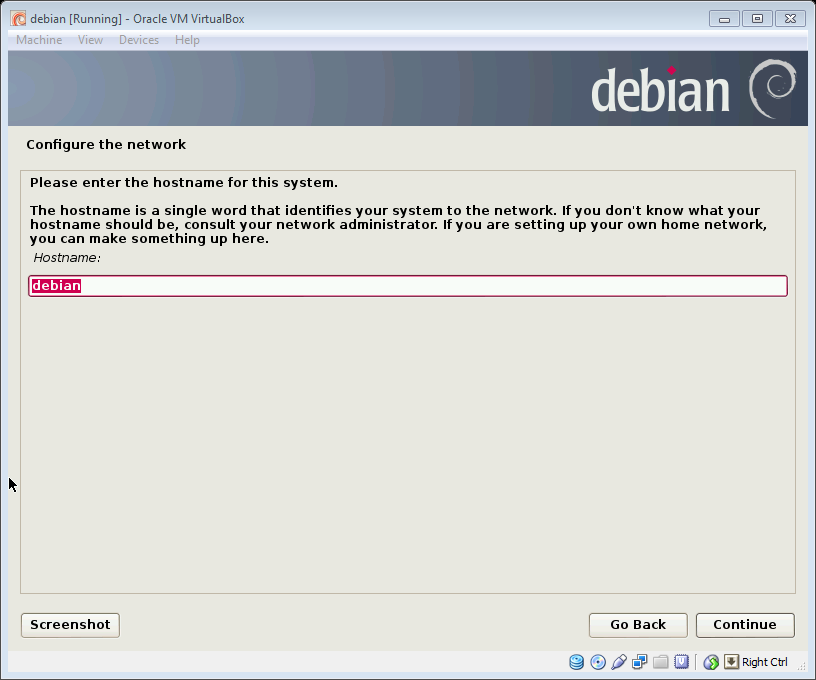 debian [Running] - Oracle VM VirtualBox
Machine View Devices Help
debian
Configure the network
Please enter the hostname for this system.
The hostname is a single word that identifies your system to the network. If you don't know what your
hostname should be, consult your network administrator. If you are setting up your own home network,
you can make something up here.
Hostname:
debian
Screenshot Go Back Continue
Right Ctrl